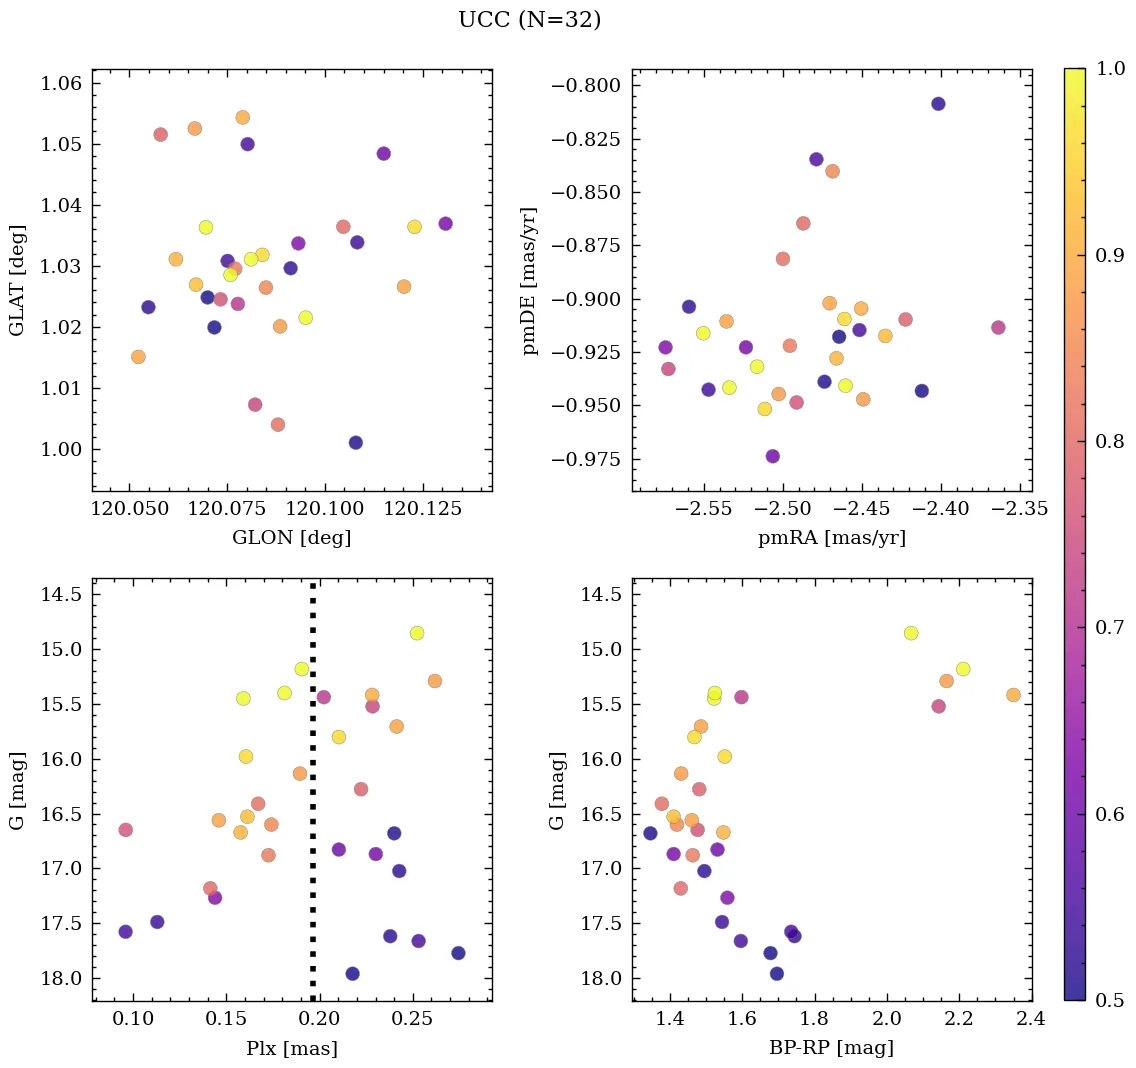 UCC (N=32)
1.06
1.05
1.04
1.03
1.02
1.01
1.00
GLAT [deg]
120.050 120.075 120.100 120.125
GLON [deg]
−0.800
−0.825
−0.850
−0.875
−0.900
−0.925
−0.950
−0.975
pmDE [mas/yr]
−2.55 −2.50 −2.45 −2.40 −2.35
pmRA [mas/yr]
14.5
15.0
15.5
16.0
16.5
17.0
17.5
18.0
G [mag]
0.10 0.15 0.20 0.25
Plx [mas]
14.5
15.0
15.5
16.0
16.5
17.0
17.5
18.0
G [mag]
1.4 1.6 1.8 2.0 2.2 2.4
BP-RP [mag]
1.0
0.9
0.8
0.7
0.6
0.5